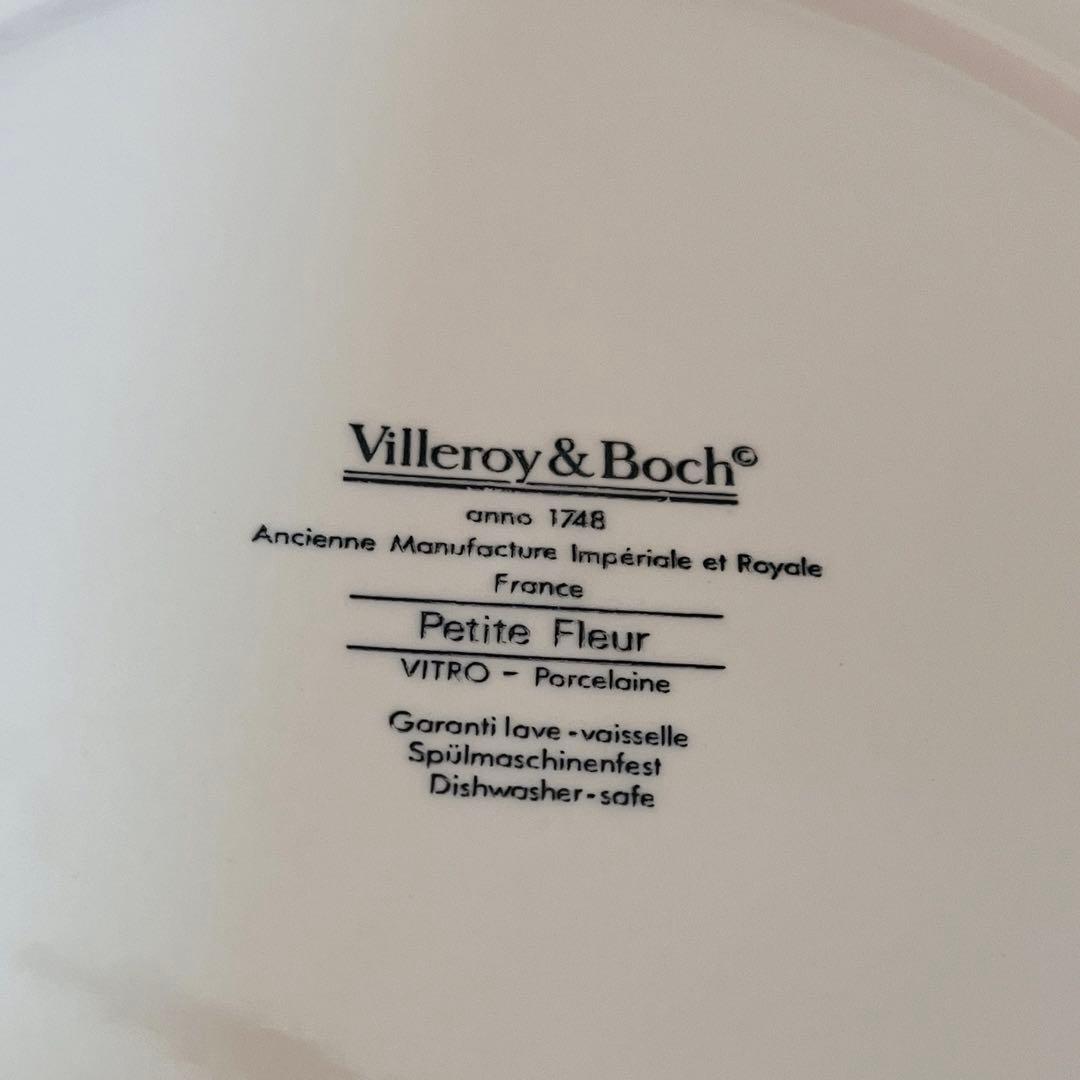 Villeroy & Boch©
anno 1748
Ancienne Manufacture Impériale et Royale
France
Petite Fleur
VITRO - Porcelaine
Garanti lave-vaisselle
Spülmaschinenfest
Dishwasher-safe